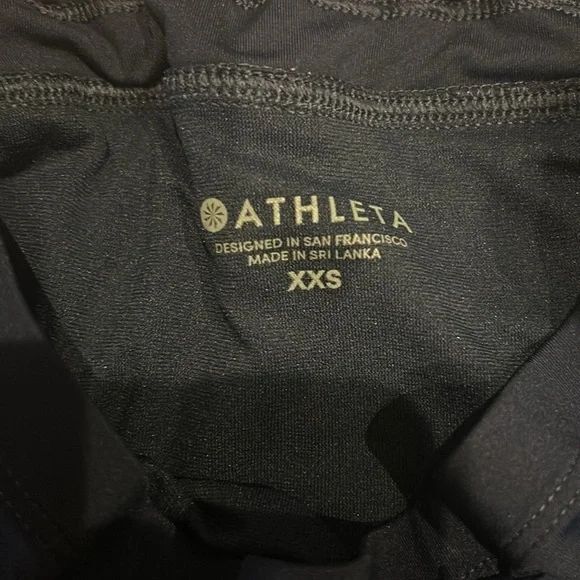 ATHLETA
DESIGNED IN SAN FRANCISCO
MADE IN SRI LANKA
XXS